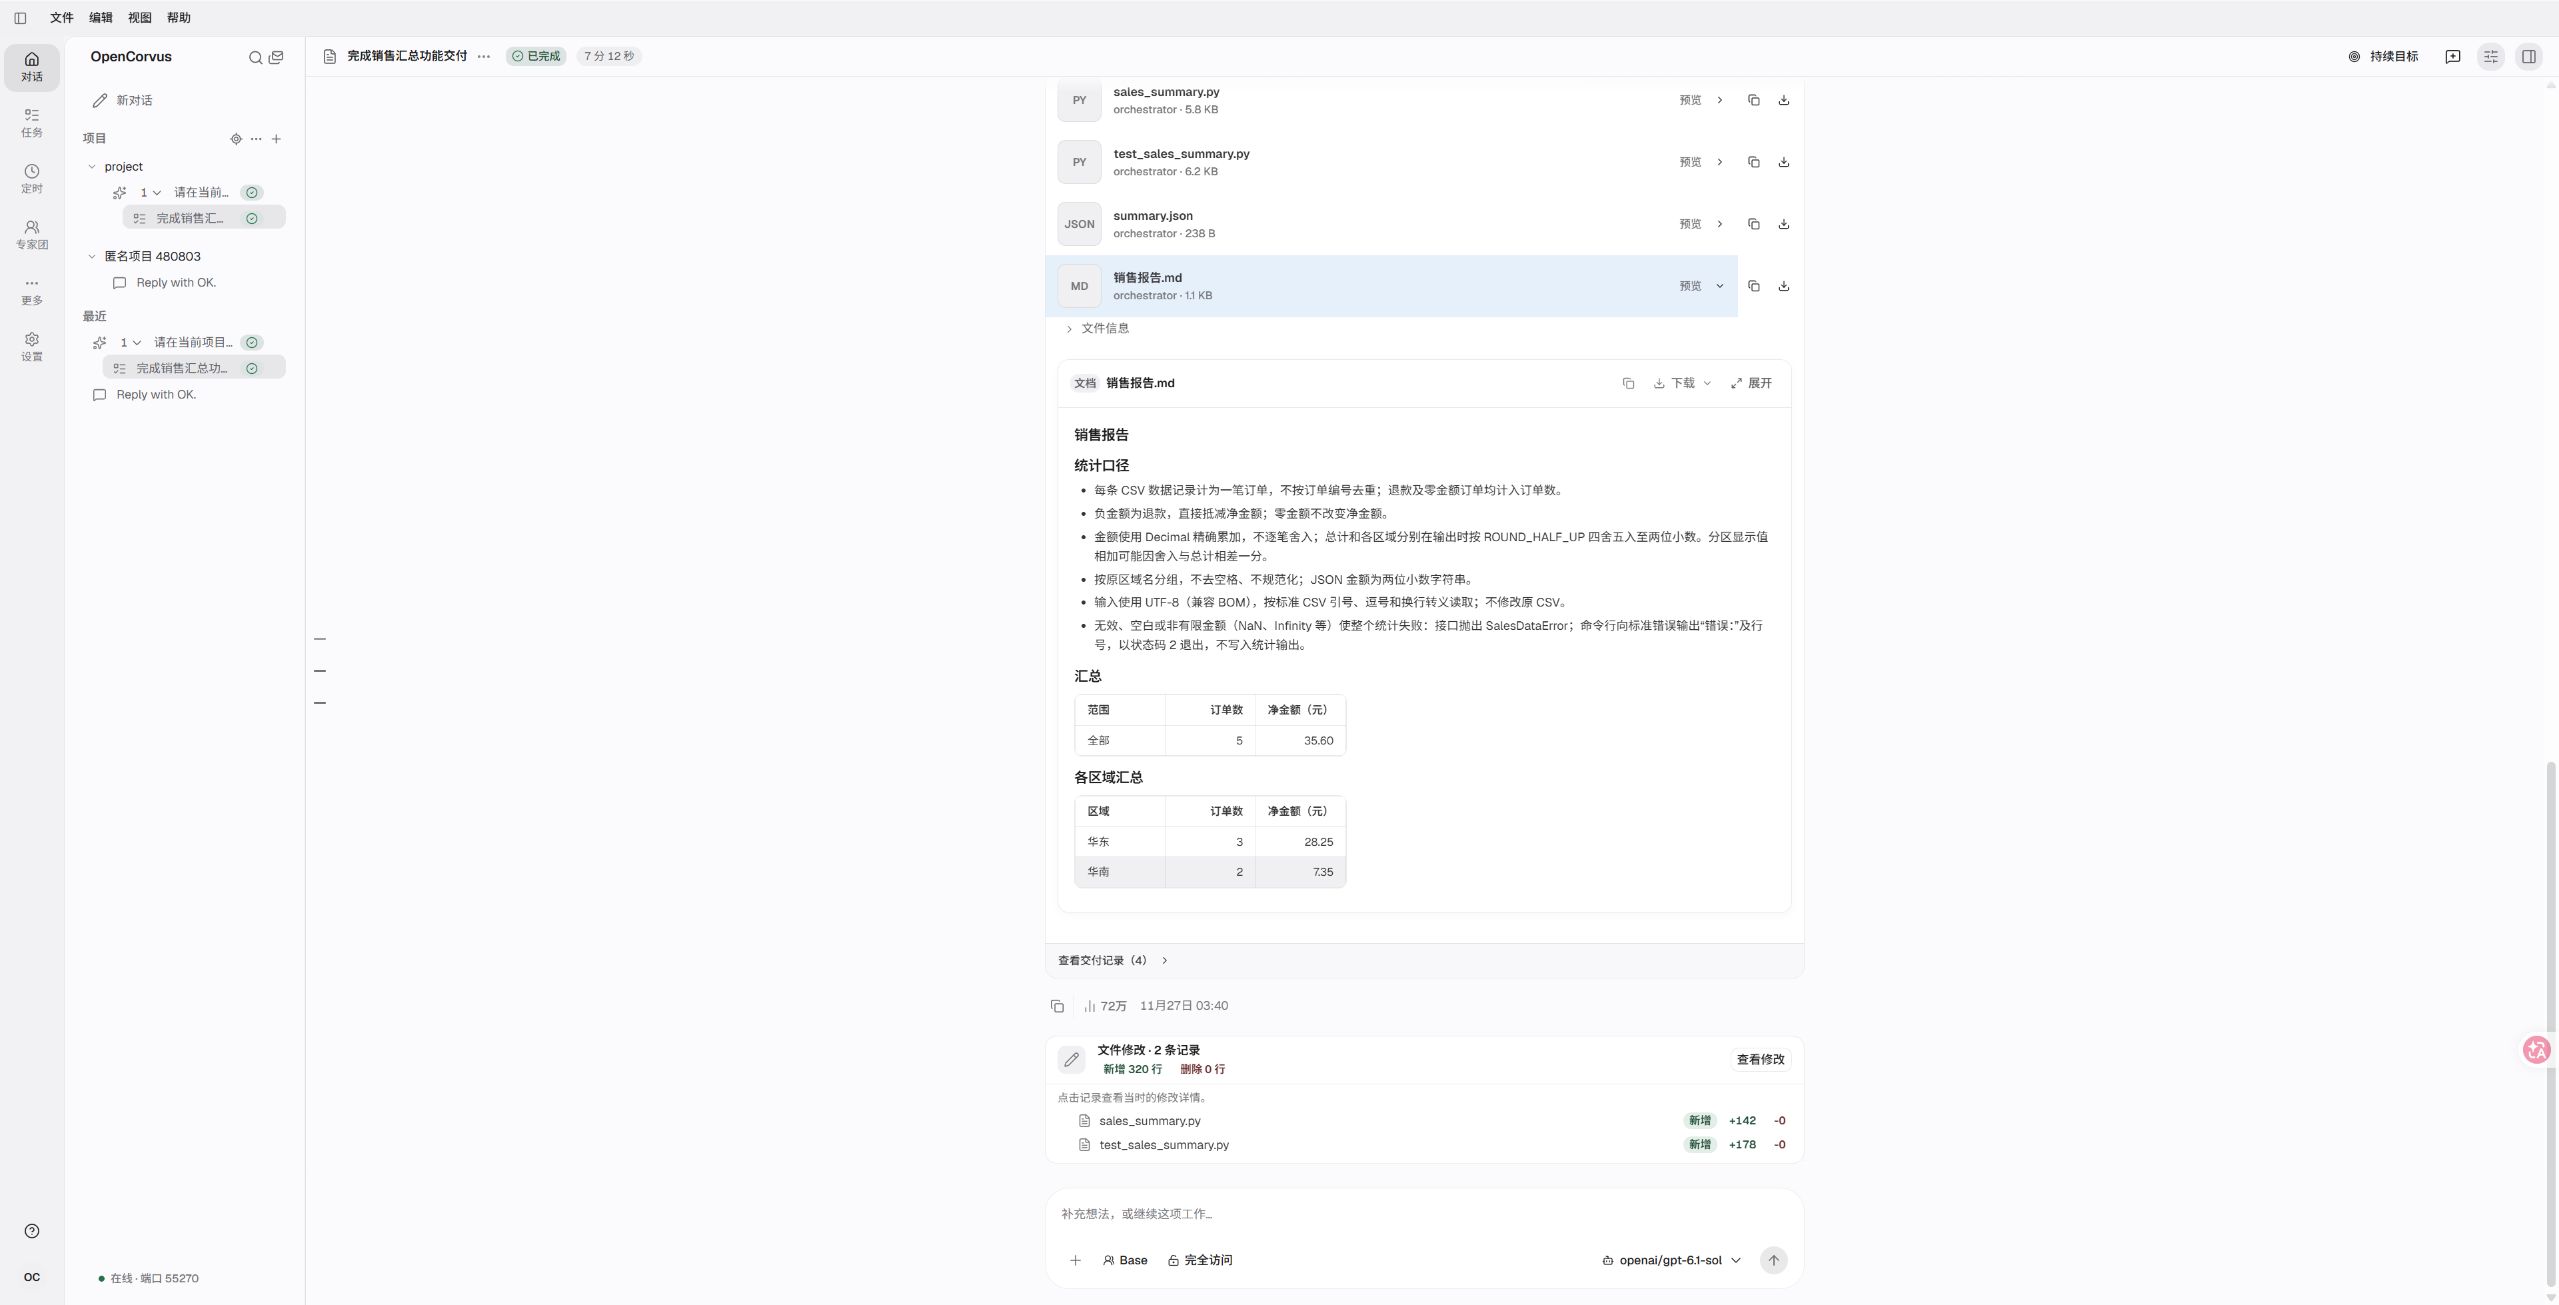 文件 编辑 视图 帮助
对话
任务
定时
专家团
更多
设置
OC
OpenCorvus
新对话
项目
project
1 请在当前...
完成销售汇...
匿名项目 480803
Reply with OK.
最近
1 请在当前项目...
完成销售汇总功...
Reply with OK.
在线 · 端口 55270
完成销售汇总功能交付 ... 已完成 7 分 12 秒
持续目标
PY
sales_summary.py
orchestrator · 5.8 KB
预览
PY
test_sales_summary.py
orchestrator · 6.2 KB
预览
JSON
summary.json
orchestrator · 238 B
预览
MD
销售报告.md
orchestrator · 1.1 KB
预览
文件信息
文档 销售报告.md 下载 展开
销售报告
统计口径
• 每条 CSV 数据记录计为一笔订单，不按订单编号去重；退款及零金额订单均计入订单数。
• 负金额为退款，直接抵减净金额；零金额不改变净金额。
• 金额使用 Decimal 精确累加，不逐笔舍入；总计和各区域分别在输出时按 ROUND_HALF_UP 四舍五入至两位小数。分区显示值
相加可能因舍入与总计相差一分。
• 按原区域名分组，不去空格、不规范化；JSON 金额为两位小数字符串。
• 输入使用 UTF-8（兼容 BOM），按标准 CSV 引号、逗号和换行转义读取；不修改原 CSV。
• 无效、空白或非有限金额（NaN、Infinity 等）使整个统计失败：接口抛出 SalesDataError；命令行向标准错误输出“错误：”及行
号，以状态码 2 退出，不写入统计输出。
汇总
范围 订单数 净金额（元）
全部 5 35.60
各区域汇总
区域 订单数 净金额（元）
华东 3 28.25
华南 2 7.35
查看交付记录（4）
72万 11月27日 03:40
文件修改 · 2 条记录
新增 320 行 删除 0 行
查看修改
点击记录查看当时的修改详情。
sales_summary.py 新增 +142 -0
test_sales_summary.py 新增 +178 -0
补充想法，或继续这项工作...
Base 完全访问 openai/gpt-6.1-sol